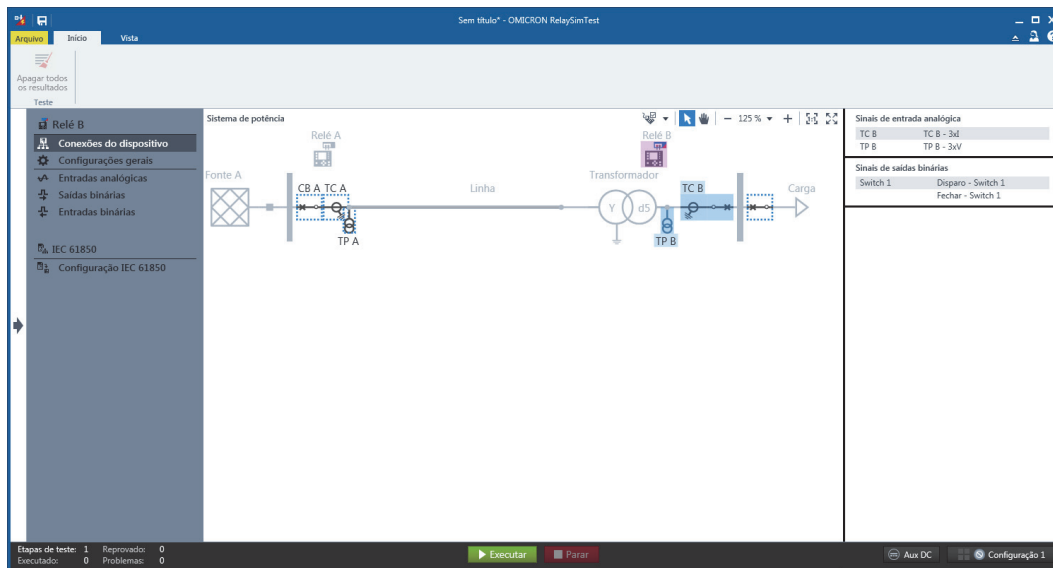 Sem título* - OMICRON RelaySimTest
Arquivo Início Vista
Apagar todos
os resultados
Teste
Relé B
Conexões do dispositivo
Configurações gerais
Entradas analógicas
Saídas binárias
Entradas binárias
IEC 61850
Configuração IEC 61850
Sistema de potência
125 %
Relé A
Relé B
Fonte A
CB A
TC A
TP A
Linha
Transformador
Y
d5
TC B
TP B
Carga
Sinais de entrada analógica
TC B TC B - 3xI
TP B TP B - 3xV
Sinais de saídas binárias
Switch 1 Disparo - Switch 1
Fechar - Switch 1
Etapas de teste: 1 Reprovado: 0
Executado: 0 Problemas: 0
Executar
Parar
Aux DC
Configuração 1